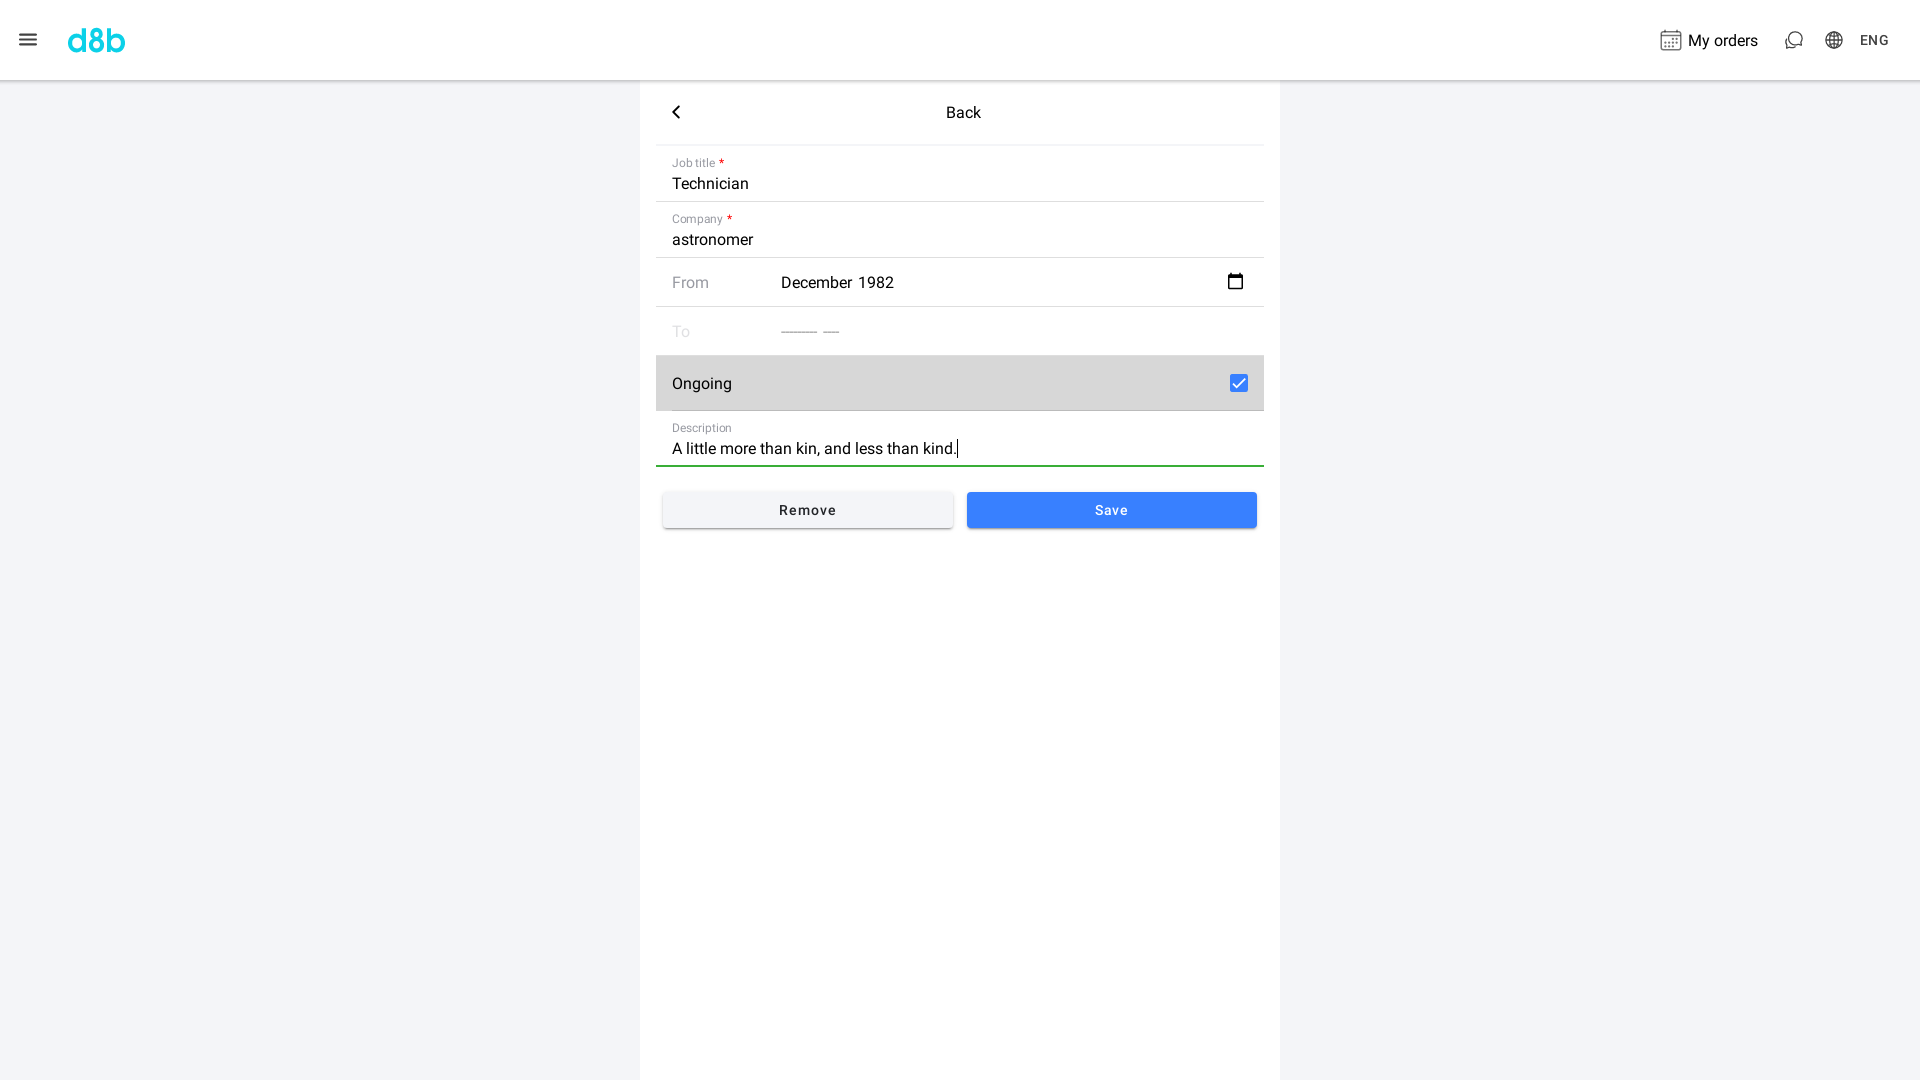 d8b
My orders
ENG
Back
Job title *
Technician
Company *
astronomer
From December 1982
To --------- ----
Ongoing
Description
A little more than kin, and less than kind.
Remove
Save